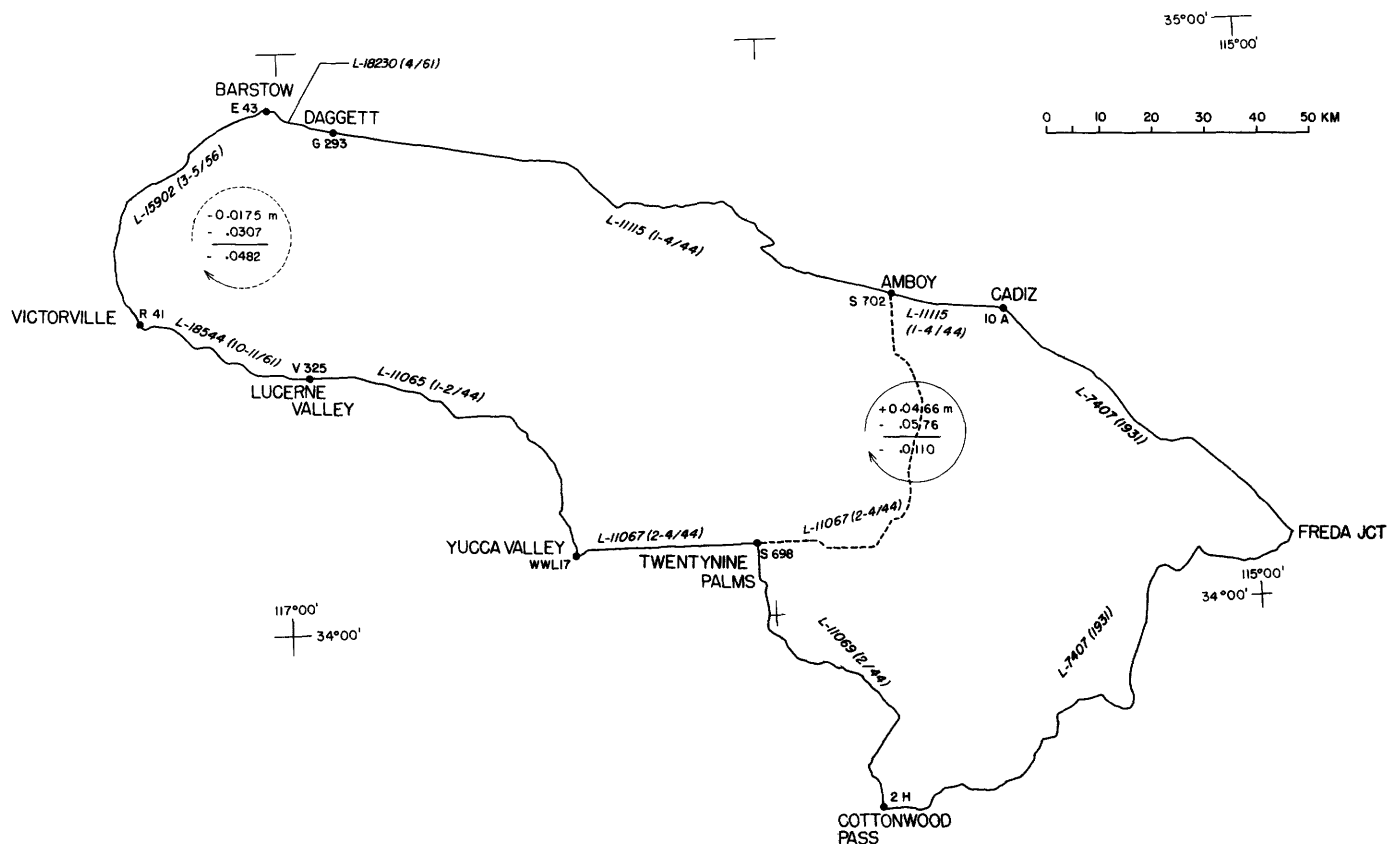 35°00'
115°00'
L-18230 (4/61)
BARSTOW
E 43
DAGGETT
G 293
0 10 20 30 40 50 KM
L-15902 (3-5/56)
- 0.0175 m
- .0307
- .0482
L-11115 (1-4/44)
AMBOY
S 702
CADIZ
10 A
L-11115
(1-4/44)
VICTORVILLE
R 41
L-18544 (10-11/61)
V 325
LUCERNE
VALLEY
L-11065 (1-2/44)
+0.0466 m
- .0576
- .0110
L-7407 (1931)
L-11067 (2-4/44)
L-11067 (2-4/44)
YUCCA VALLEY
WWL17
TWENTYNINE
PALMS
S 698
FREDA JCT
115°00'
34°00'
117°00'
34°00'
L-11069 (2/44)
L-7407 (1931)
2 H
COTTONWOOD
PASS